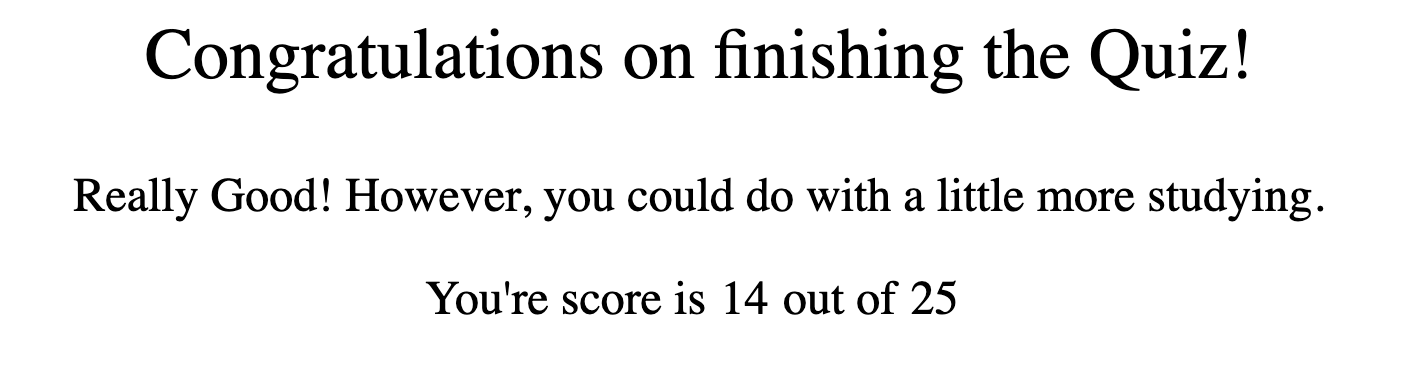 Congratulations on finishing the Quiz!
Really Good! However, you could do with a little more studying.
You're score is 14 out of 25